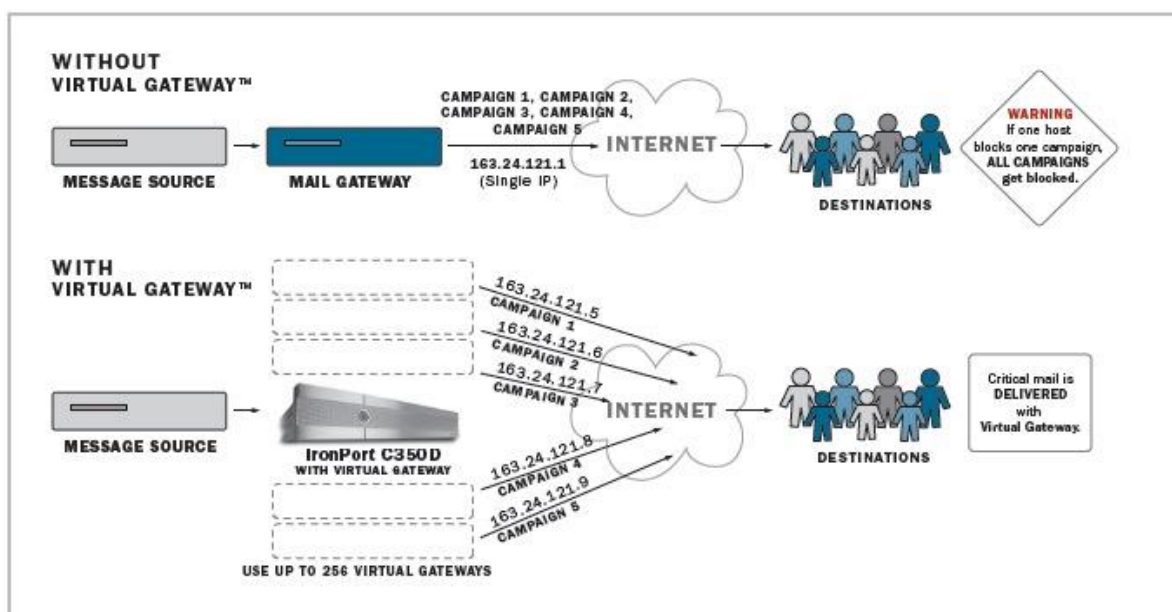 WITHOUT
VIRTUAL GATEWAY™
CAMPAIGN 1, CAMPAIGN 2,
CAMPAIGN 3, CAMPAIGN 4,
CAMPAIGN 5
163.24.121.1
(Single IP)
MESSAGE SOURCE
MAIL GATEWAY
INTERNET
DESTINATIONS
WARNING
If one host
blocks one campaign,
ALL CAMPAIGNS
get blocked.
WITH
VIRTUAL GATEWAY™
163.24.121.5
CAMPAIGN 1
163.24.121.6
CAMPAIGN 2
163.24.121.7
CAMPAIGN 3
MESSAGE SOURCE
IronPort C350D
WITH VIRTUAL GATEWAY
163.24.121.8
CAMPAIGN 4
163.24.121.9
CAMPAIGN 5
USE UP TO 256 VIRTUAL GATEWAYS
INTERNET
DESTINATIONS
Critical mail is
DELIVERED
with
Virtual Gateway.